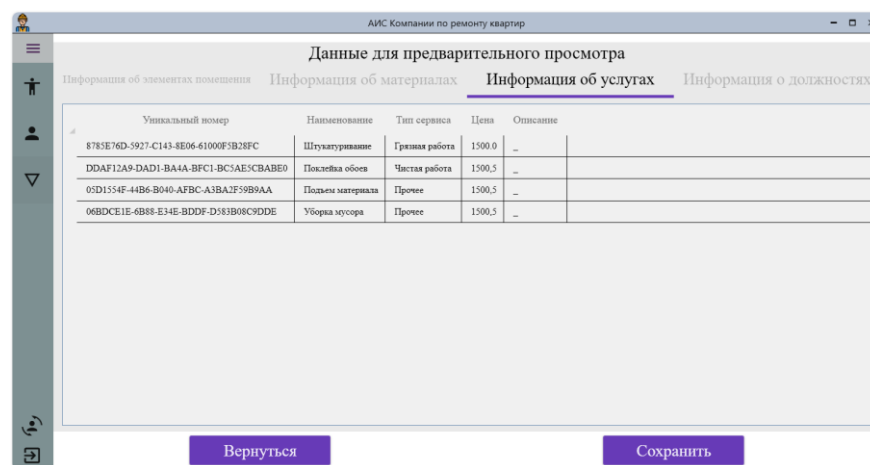 АИС Компании по ремонту квартир
Данные для предварительного просмотра
Информация об элементах помещения Информация об материалах Информация об услугах Информация о должностях
Уникальный номер Наименование Тип сервиса Цена Описание
8785E76D-5927-C143-8E06-61000F5B28FC Штукатуривание Грязная работа 1500.0 _
DDAF12A9-DAD1-BA4A-BFC1-BC5AE5CBABE0 Поклейка обоев Чистая работа 1500,5 _
05D1554F-44B6-B040-AFBC-A3BA2F59B9AA Подъем материала Прочее 1500,5 _
06BDCE1E-6B88-E34E-BDDF-D583B08C9DDE Уборка мусора Прочее 1500,5 _
Вернуться Сохранить